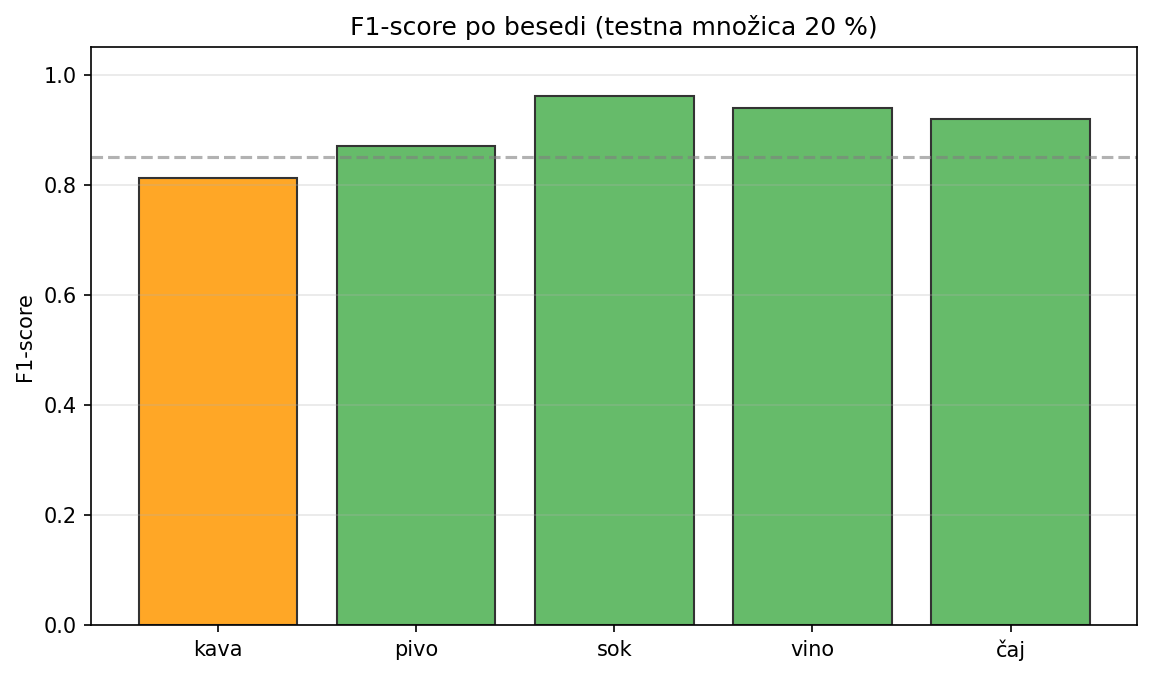 F1-score po besedi (testna množica 20 %)
F1-score
1.0
0.8
0.6
0.4
0.2
0.0
kava pivo sok vino čaj